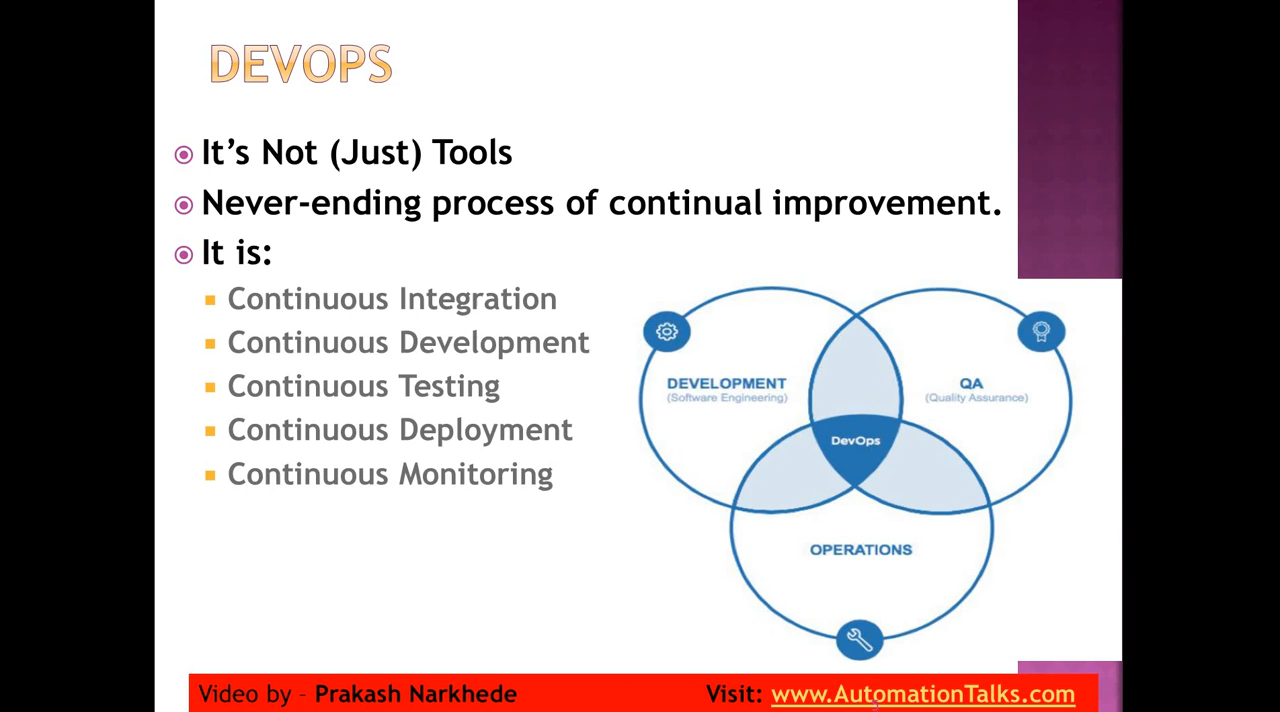 DEVOPS
It's Not (Just) Tools
Never-ending process of continual improvement.
It is:
Continuous Integration
Continuous Development
Continuous Testing
Continuous Deployment
Continuous Monitoring
DEVELOPMENT
(Software Engineering)
QA
(Quality Assurance)
DevOps
OPERATIONS
Video by - Prakash Narkhede
Visit: www.AutomationTalks.com